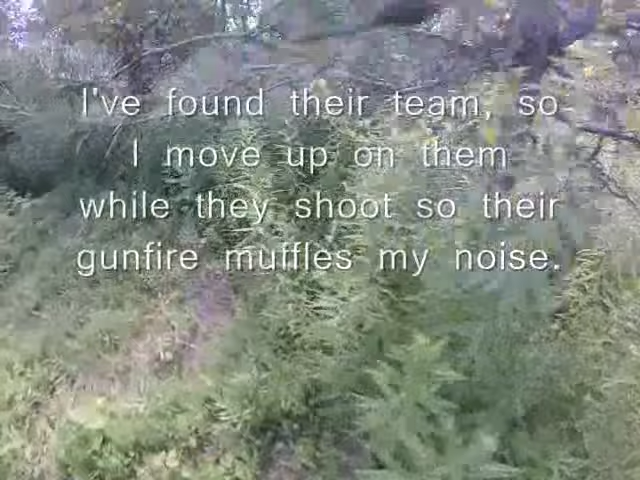 I've found their team, so
I move up on them
while they shoot so their
gunfire muffles my noise.